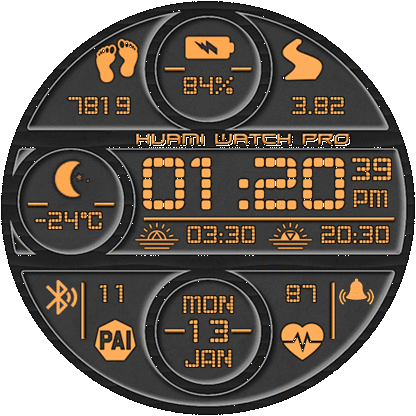 84%
7819
3.82
HUAMI WATCH PRO
01:20
39
PM
-24°C
03:30
20:30
11
MON
87
PAI
-13-
JAN